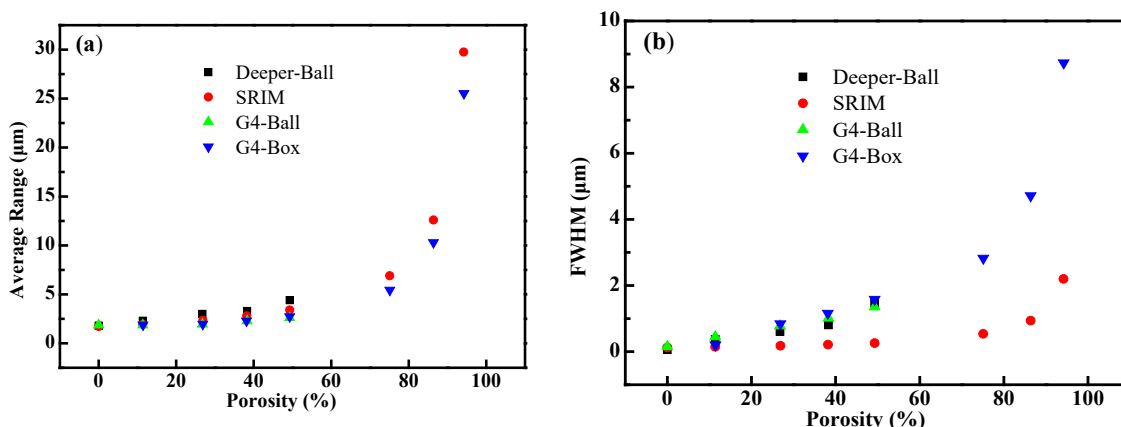 (a)
Deeper-Ball
SRIM
G4-Ball
G4-Box
Average Range (μm)
30
25
20
15
10
5
0
0 20 40 60 80 100
Porosity (%)
(b)
Deeper-Ball
SRIM
G4-Ball
G4-Box
FWHM (μm)
10
8
6
4
2
0
0 20 40 60 80 100
Porosity (%)